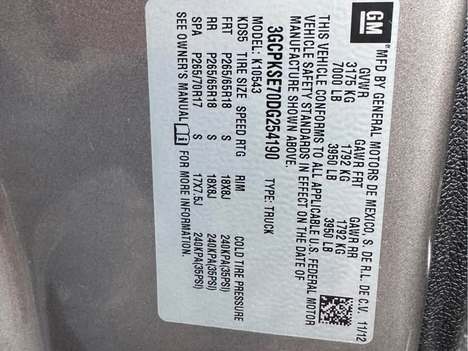 GM
MFD BY GENERAL MOTORS DE MEXICO, S. DE R.L. DE C.V. 11/12
GVWR GAWR FRT GAWR RR
3175 KG 1792 KG 1792 KG
7000 LB 3950 LB 3950 LB
THIS VEHICLE CONFORMS TO ALL APPLICABLE U.S. FEDERAL MOTOR
VEHICLE SAFETY STANDARDS IN EFFECT ON THE DATE OF
MANUFACTURE SHOWN ABOVE.
3GCPKSE70DG254190 TYPE: TRUCK
MODEL: K10543
KDS5 TIRE SIZE SPEED RTG RIM COLD TIRE PRESSURE
FRT P265/65R18 S 18X8J 240KPA(35PSI)
RR P265/65R18 S 18X8J 240KPA(35PSI)
SPA P265/70R17 S 17X7.5J 240KPA(35PSI)
SEE OWNER'S MANUAL FOR MORE INFORMATION.